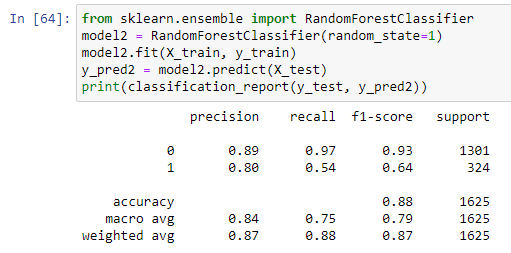 In [64]: from sklearn.ensemble import RandomForestClassifier
model2 = RandomForestClassifier(random_state=1)
model2.fit(X_train, y_train)
y_pred2 = model2.predict(X_test)
print(classification_report(y_test, y_pred2))
precision recall f1-score support
0 0.89 0.97 0.93 1301
1 0.80 0.54 0.64 324
accuracy 0.88 1625
macro avg 0.84 0.75 0.79 1625
weighted avg 0.87 0.88 0.87 1625